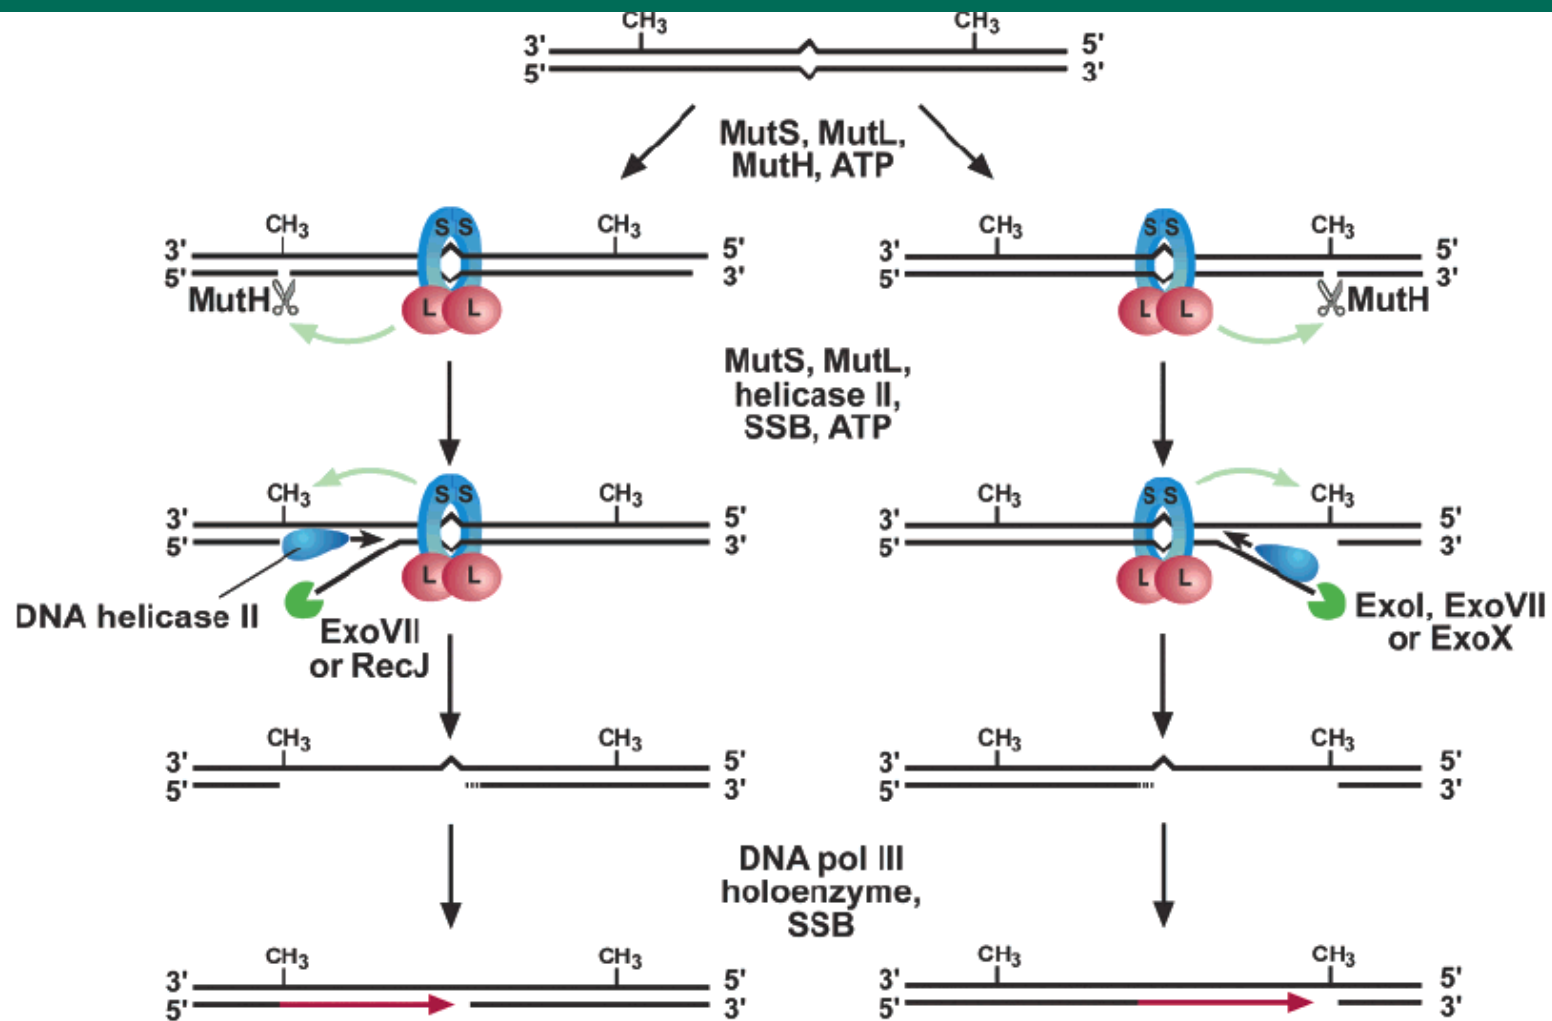 CH3 CH3
3' 5'
5' 3'
MutS, MutL,
MutH, ATP
CH3 S S CH3
3' 5'
5' 3'
MutH L L
CH3 S S CH3
3' 5'
5' 3'
L L MutH
MutS, MutL,
helicase II,
SSB, ATP
CH3 S S CH3
3' 5'
5' 3'
L L
DNA helicase II
ExoVII
or RecJ
CH3 S S CH3
3' 5'
5' 3'
L L
ExoI, ExoVII
or ExoX
CH3 CH3
3' 5'
5' 3'
CH3 CH3
3' 5'
5' 3'
DNA pol III
holoenzyme,
SSB
CH3 CH3
3' 5'
5' 3'
CH3 CH3
3' 5'
5' 3'